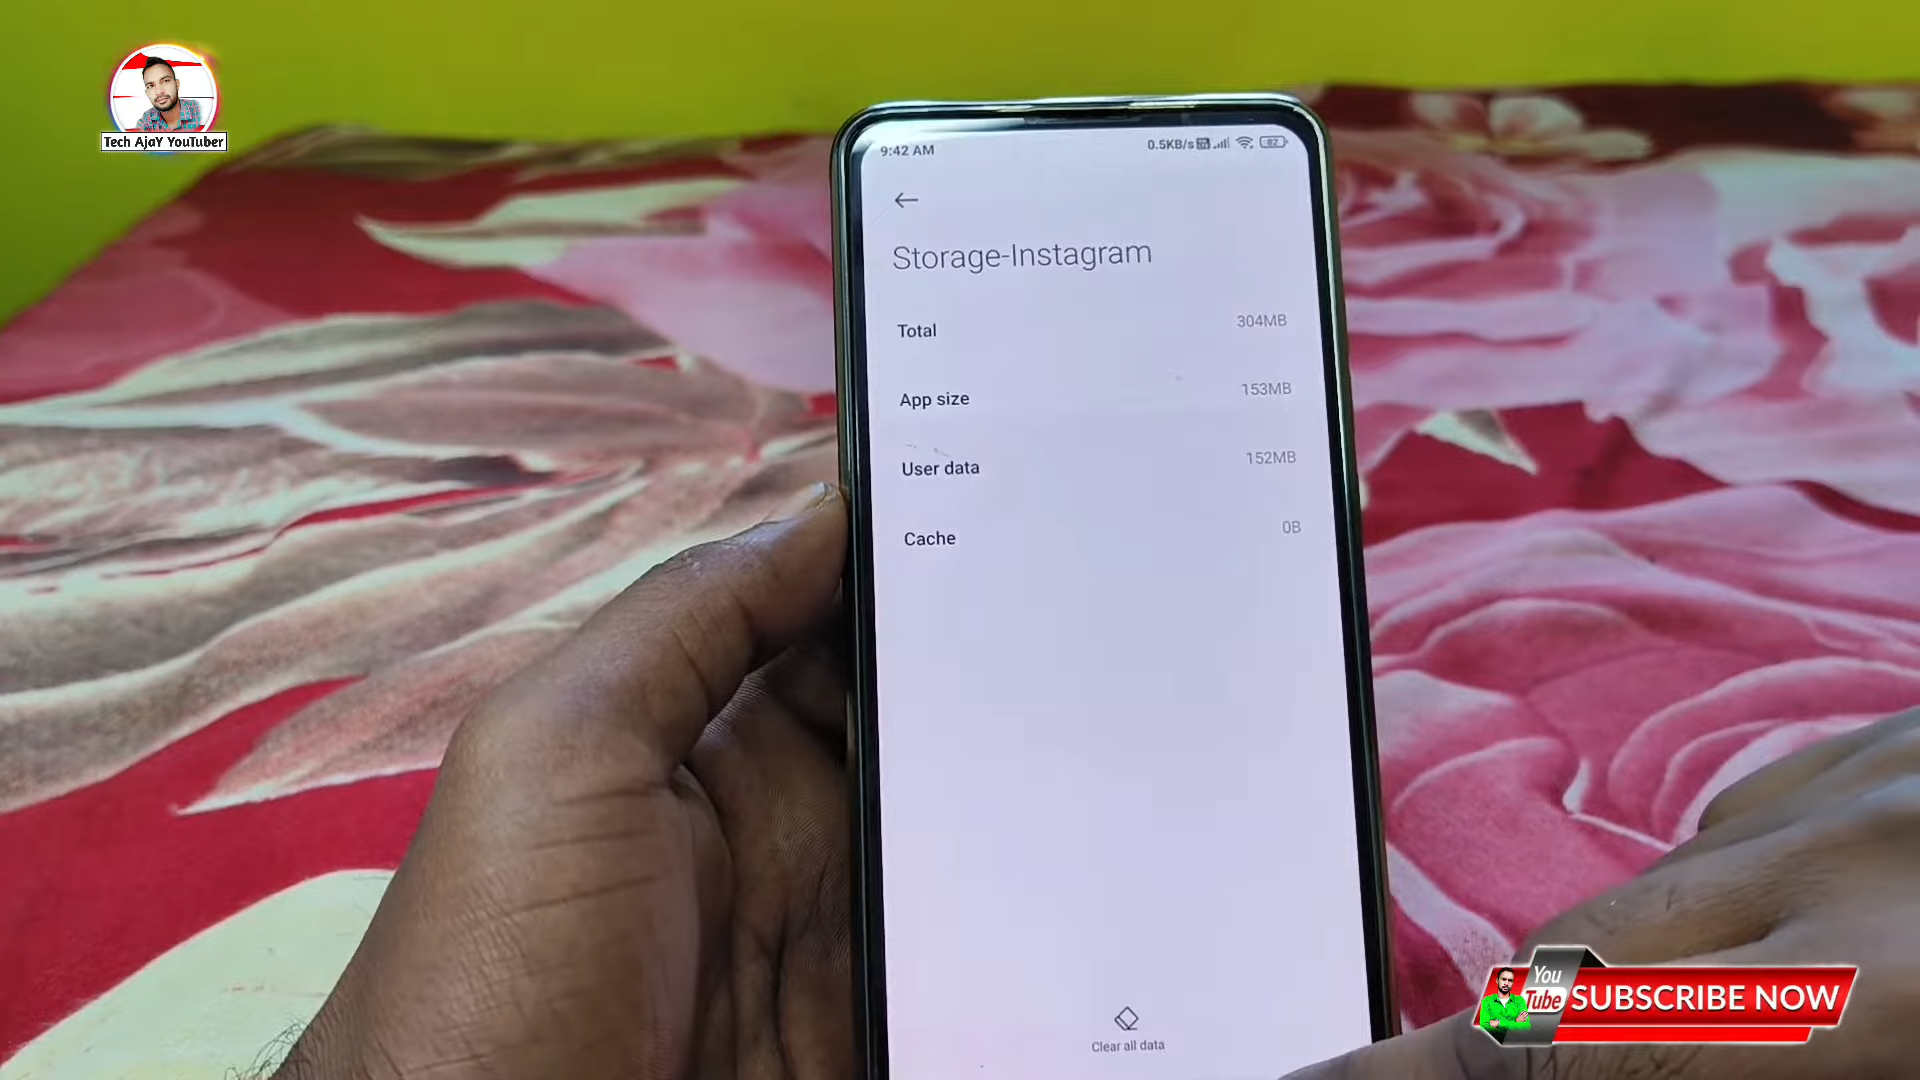 Tech AjaY YouTuber
9:42 AM
0.5KB/s
82
Storage-Instagram
Total
304MB
App size
153MB
User data
152MB
Cache
0B
Clear all data
You
Tube
SUBSCRIBE NOW